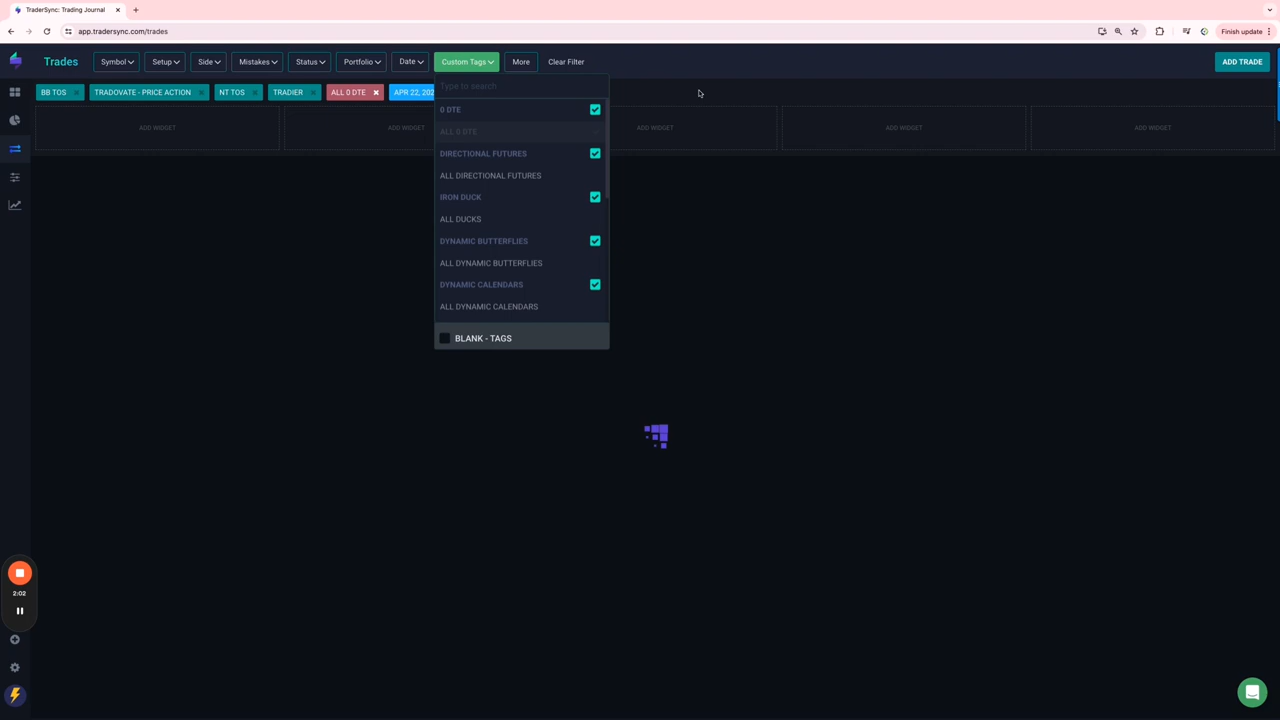 TraderSync: Trading Journal
app.tradersync.com/trades
Finish update
Trades
Symbol
Setup
Side
Mistakes
Status
Portfolio
Date
Custom Tags
More
Clear Filter
ADD TRADE
BB TOS
TRADOVATE - PRICE ACTION
NT TOS
TRADIER
ALL 0 DTE
APR 22, 202
Type to search
0 DTE
ALL 0 DTE
DIRECTIONAL FUTURES
ALL DIRECTIONAL FUTURES
IRON DUCK
ALL DUCKS
DYNAMIC BUTTERFLIES
ALL DYNAMIC BUTTERFLIES
DYNAMIC CALENDARS
ALL DYNAMIC CALENDARS
BLANK - TAGS
ADD WIDGET
ADD WIDGET
ADD WIDGET
ADD WIDGET
ADD WIDGET
2:02